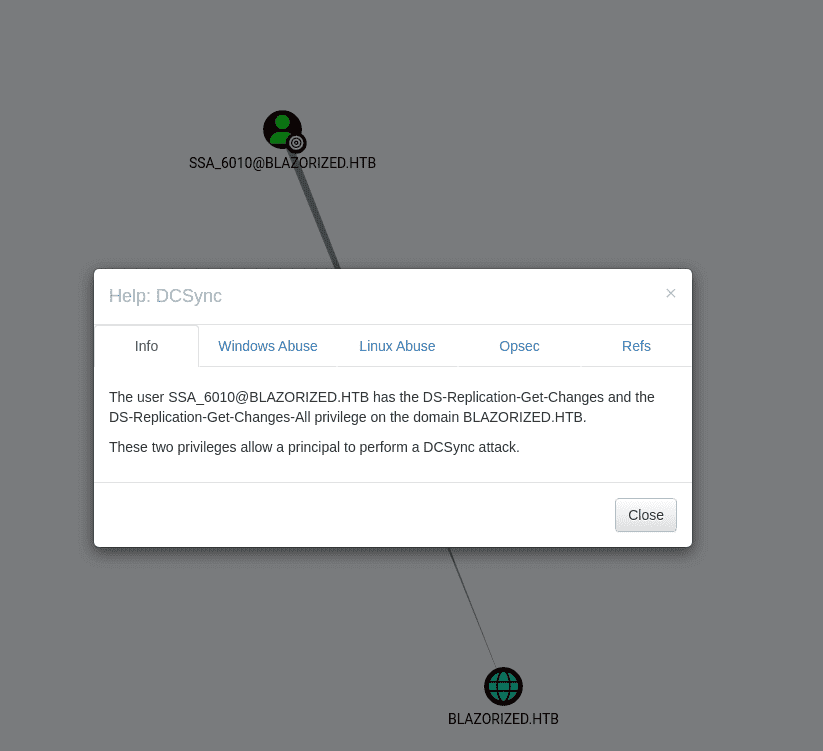 SSA_6010@BLAZORIZED.HTB
Help: DCSync
×
Info Windows Abuse Linux Abuse Opsec Refs
The user SSA_6010@BLAZORIZED.HTB has the DS-Replication-Get-Changes and the
DS-Replication-Get-Changes-All privilege on the domain BLAZORIZED.HTB.
These two privileges allow a principal to perform a DCSync attack.
Close
BLAZORIZED.HTB